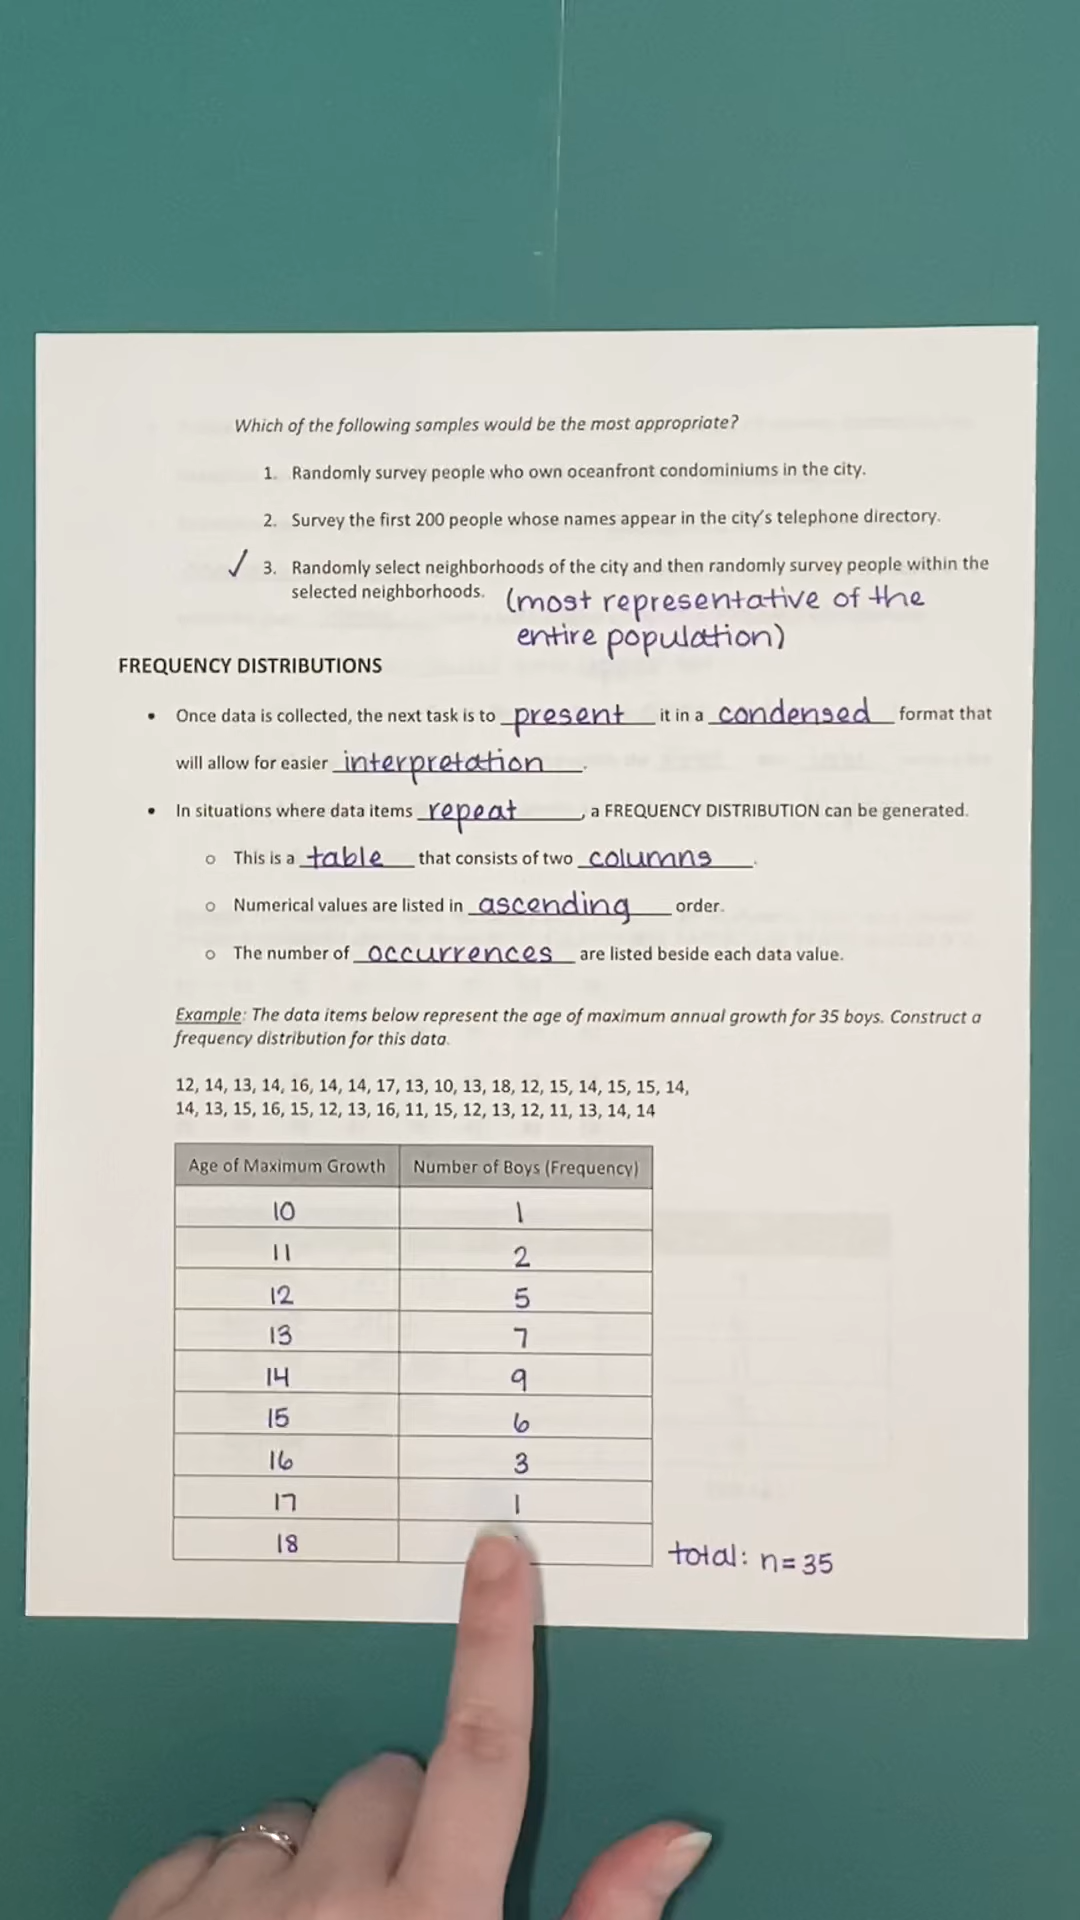 Which of the following samples would be the most appropriate?
1. Randomly survey people who own oceanfront condominiums in the city.
2. Survey the first 200 people whose names appear in the city's telephone directory.
✓ 3. Randomly select neighborhoods of the city and then randomly survey people within the
selected neighborhoods. (most representative of the
entire population)
FREQUENCY DISTRIBUTIONS
• Once data is collected, the next task is to present it in a condensed format that
will allow for easier interpretation.
• In situations where data items repeat, a FREQUENCY DISTRIBUTION can be generated.
o This is a table that consists of two columns.
o Numerical values are listed in ascending order.
o The number of occurrences are listed beside each data value.
Example: The data items below represent the age of maximum annual growth for 35 boys. Construct a
frequency distribution for this data.
12, 14, 13, 14, 16, 14, 14, 17, 13, 10, 13, 18, 12, 15, 14, 15, 15, 14,
14, 13, 15, 16, 15, 12, 13, 16, 11, 15, 12, 13, 12, 11, 13, 14, 14
Age of Maximum Growth Number of Boys (Frequency)
10 1
11 2
12 5
13 7
14 9
15 6
16 3
17 1
18
total: n=35